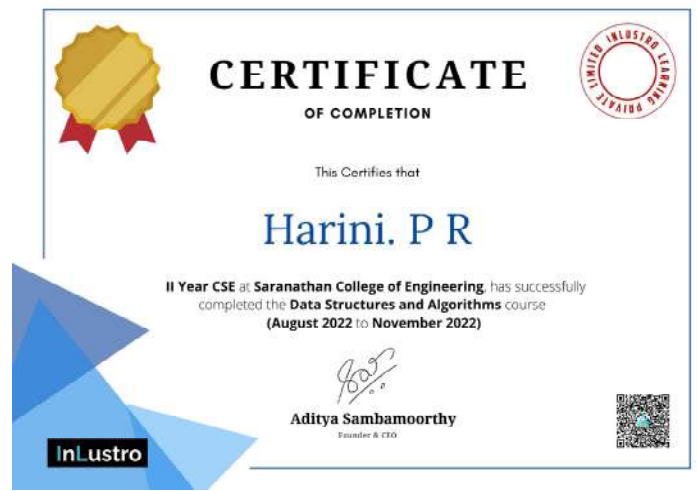 CERTIFICATE
OF COMPLETION
INLUSTRO LEARNING PRIVATE LIMITED
This Certifies that
Harini. P R
II Year CSE at Saranathan College of Engineering, has successfully
completed the Data Structures and Algorithms course
(August 2022 to November 2022)
Aditya Sambamoorthy
Founder & CEO
InLustro